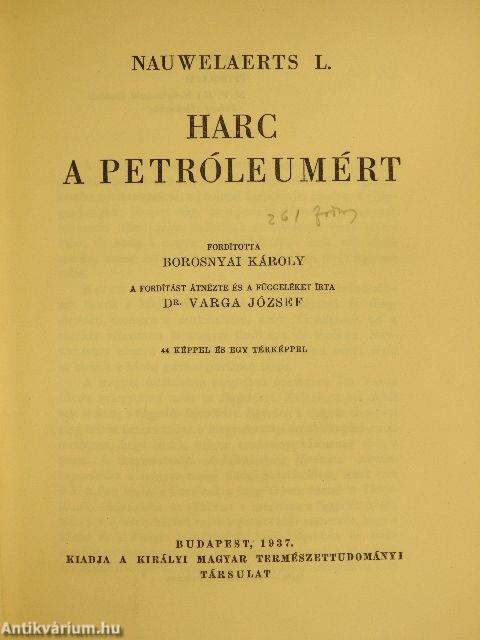 NAUWELAERTS L.
HARC
A PETRÓLEUMÉRT
261
FORDÍTOTTA
BOROSNYAI KÁROLY
A FORDÍTÁST ÁTNÉZTE ÉS A FÜGGELÉKET ÍRTA
DR. VARGA JÓZSEF
44 KÉPPEL ÉS EGY TÉRKÉPPEL
BUDAPEST, 1937.
KIADJA A KIRÁLYI MAGYAR TERMÉSZETTUDOMÁNYI
TÁRSULAT
Antikvárium.hu